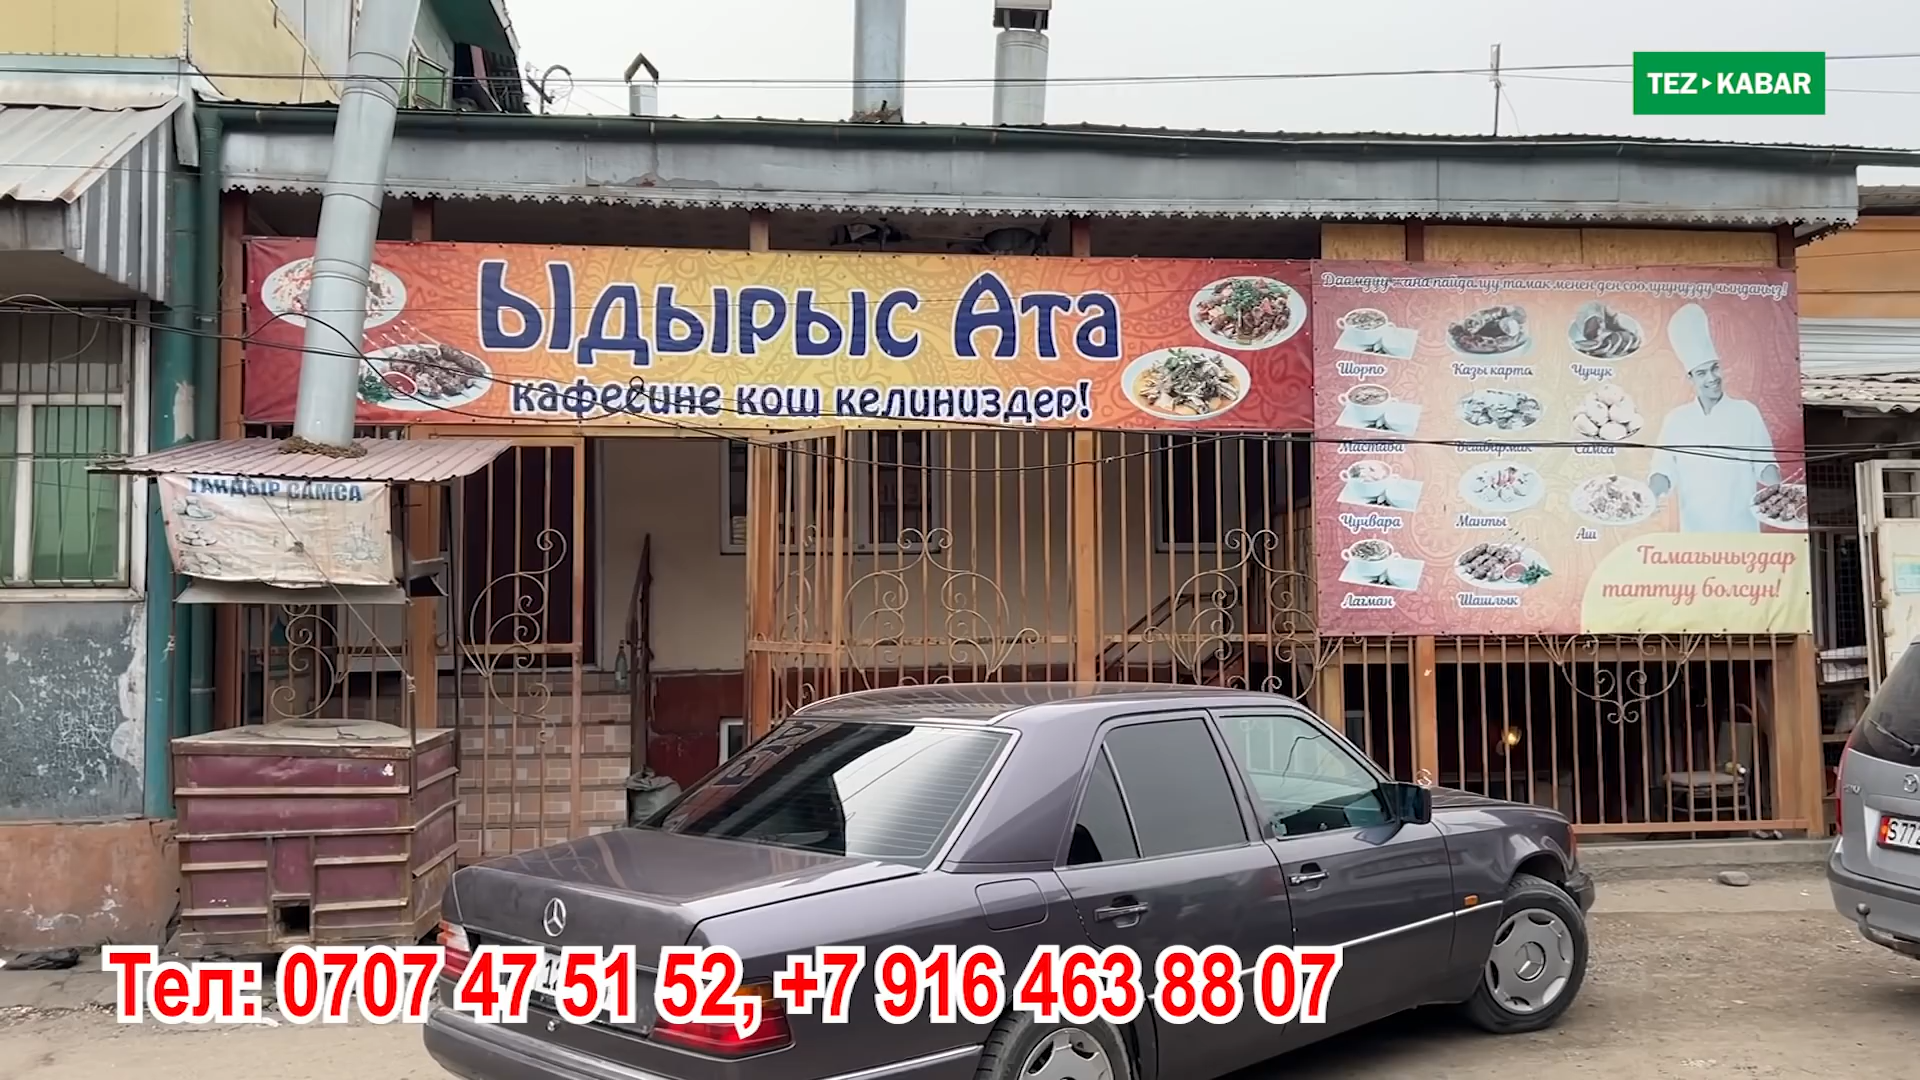 TEZ KABAR
Ыдырыс Ата
кафесине кош келиниздер!
Даамдуу жана пайдалуу тамак менен ден соолугунузду чындаңыз!
Шорпо
Казы карта
Чучук
Мастава
Бешбармак
Самса
Чучвара
Манты
Аш
Лагман
Шашлык
Тамагыныздар
таттуу болсун!
ТАНДЫР САМСА
Тел: 0707 47 51 52, +7 916 463 88 07